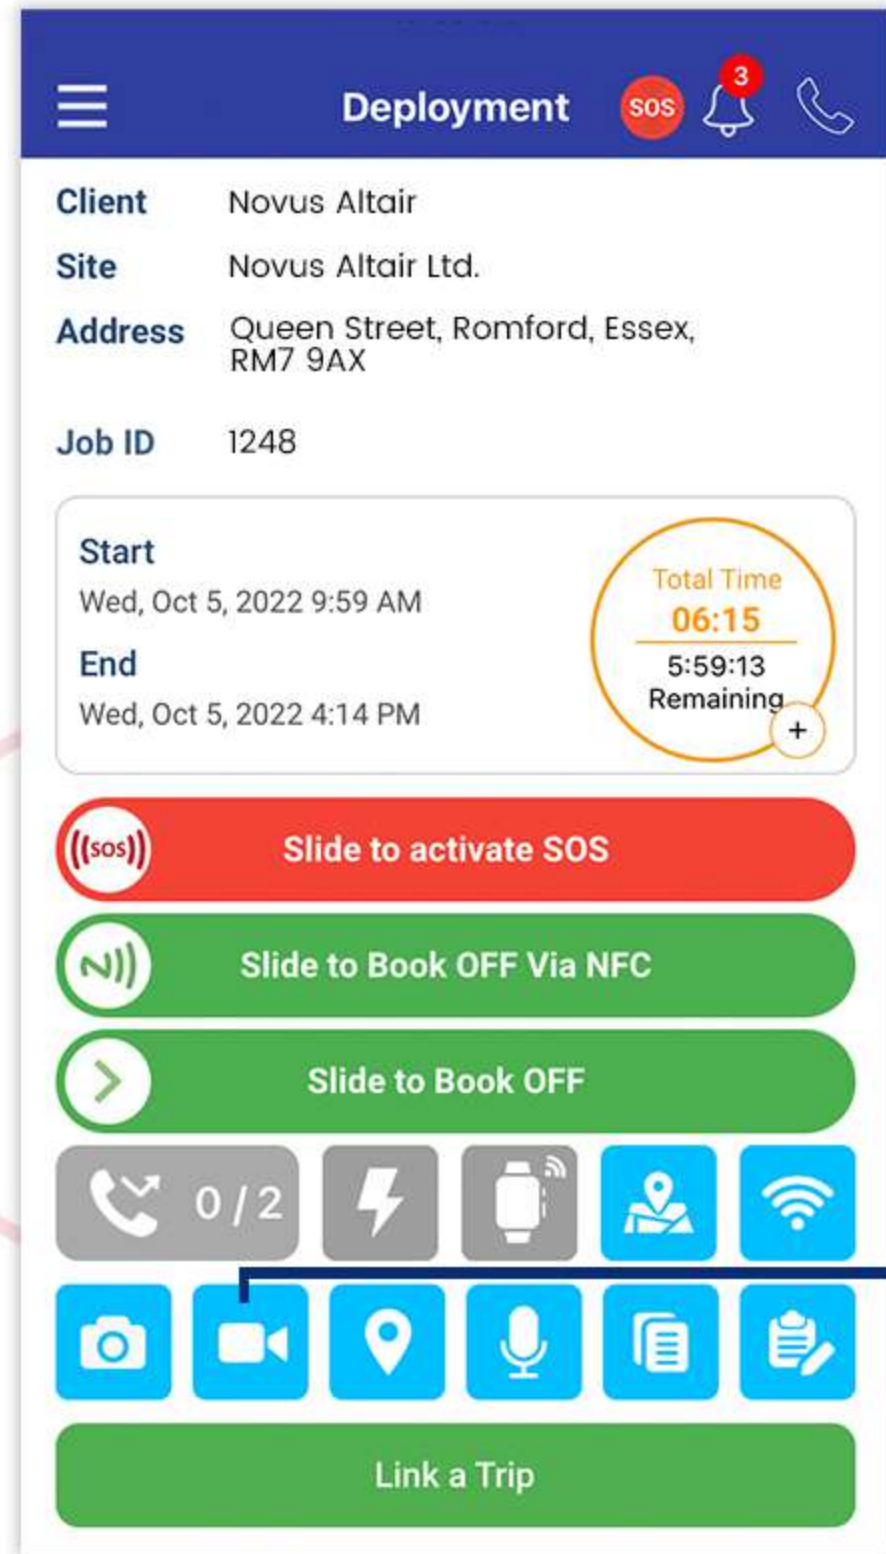 Deployment SOS 3
Client Novus Altair
Site Novus Altair Ltd.
Address Queen Street, Romford, Essex,
RM7 9AX
Job ID 1248
Start
Wed, Oct 5, 2022 9:59 AM
End
Wed, Oct 5, 2022 4:14 PM
Total Time
06:15
5:59:13
Remaining
+
((SOS)) Slide to activate SOS
N))) Slide to Book OFF Via NFC
> Slide to Book OFF
0/2
Link a Trip